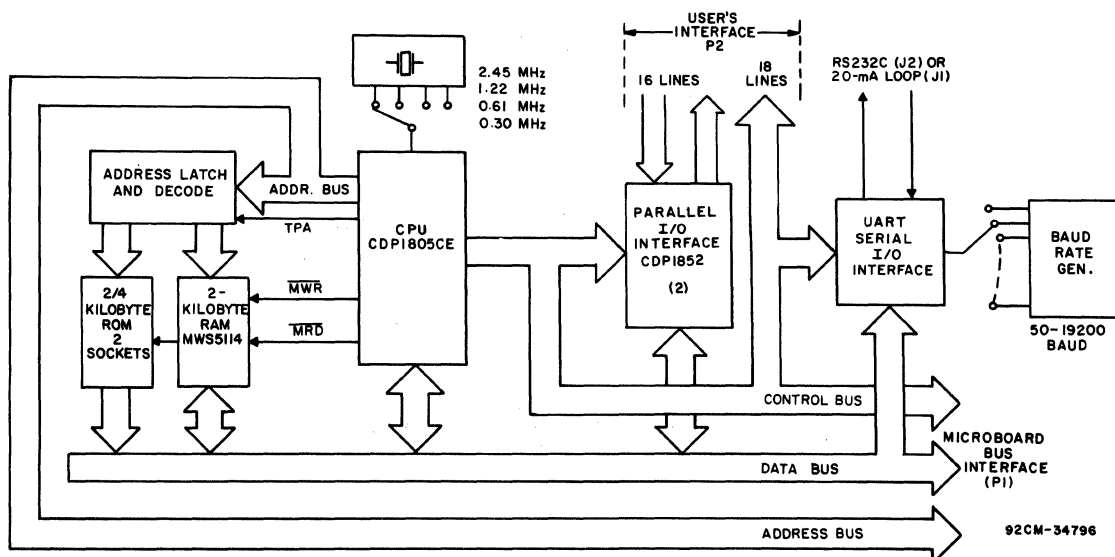 USER'S
INTERFACE
P2
16 LINES
18
LINES
RS232C (J2) OR
20-mA LOOP (J1)
2.45 MHz
1.22 MHz
0.61 MHz
0.30 MHz
ADDRESS LATCH
AND DECODE
ADDR. BUS
TPA
CPU
CDP1805CE
PARALLEL
I/O
INTERFACE
CDP1852
(2)
UART
SERIAL
I/O
INTERFACE
BAUD
RATE
GEN.
50-19200
BAUD
2/4
KILOBYTE
ROM
2
SOCKETS
2-
KILOBYTE
RAM
MWS5114
MWR
MRD
CONTROL BUS
DATA BUS
MICROBOARD
BUS
INTERFACE
(P1)
ADDRESS BUS
92CM-34796